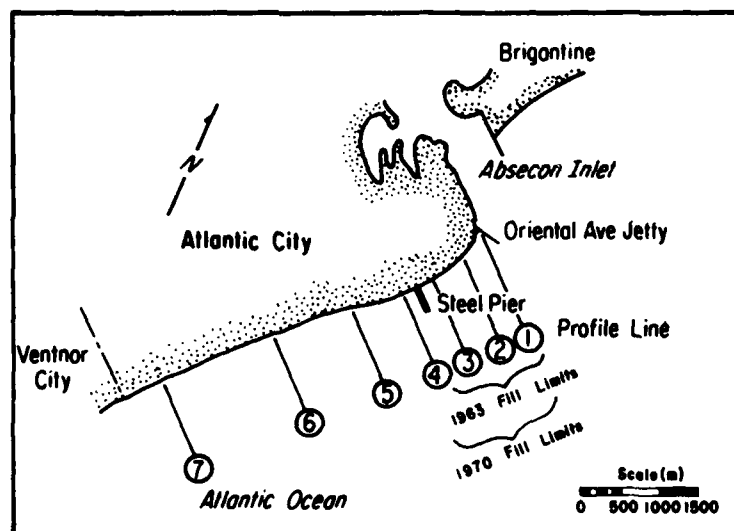 Brigantine
N
Absecon Inlet
Atlantic City
Oriental Ave Jetty
Steel Pier
Profile Line
Ventnor
City
1
2
3
4
5
6
7
1963 Fill Limits
1970 Fill Limits
Atlantic Ocean
Scale(m)
0 500 1000 1500